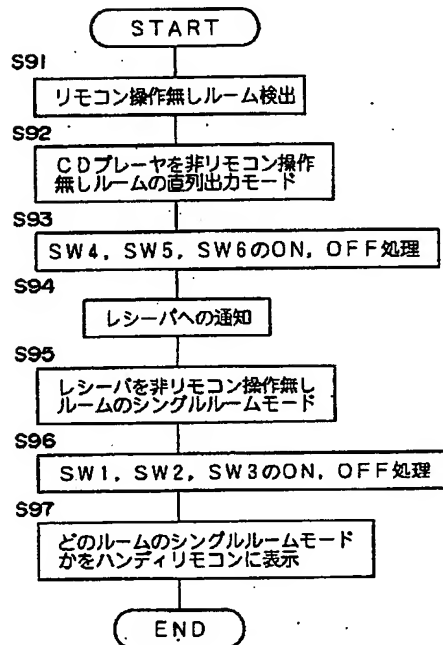 START
S91
リモコン操作無しルーム検出
S92
CDプレーヤを非リモコン操作
無しルームの直列出力モード
S93
SW4, SW5, SW6のON, OFF処理
S94
レシーバへの通知
S95
レシーバを非リモコン操作無し
ルームのシングルルームモード
S96
SW1, SW2, SW3のON, OFF処理
S97
どのルームのシングルルームモード
かをハンディリモコンに表示
END